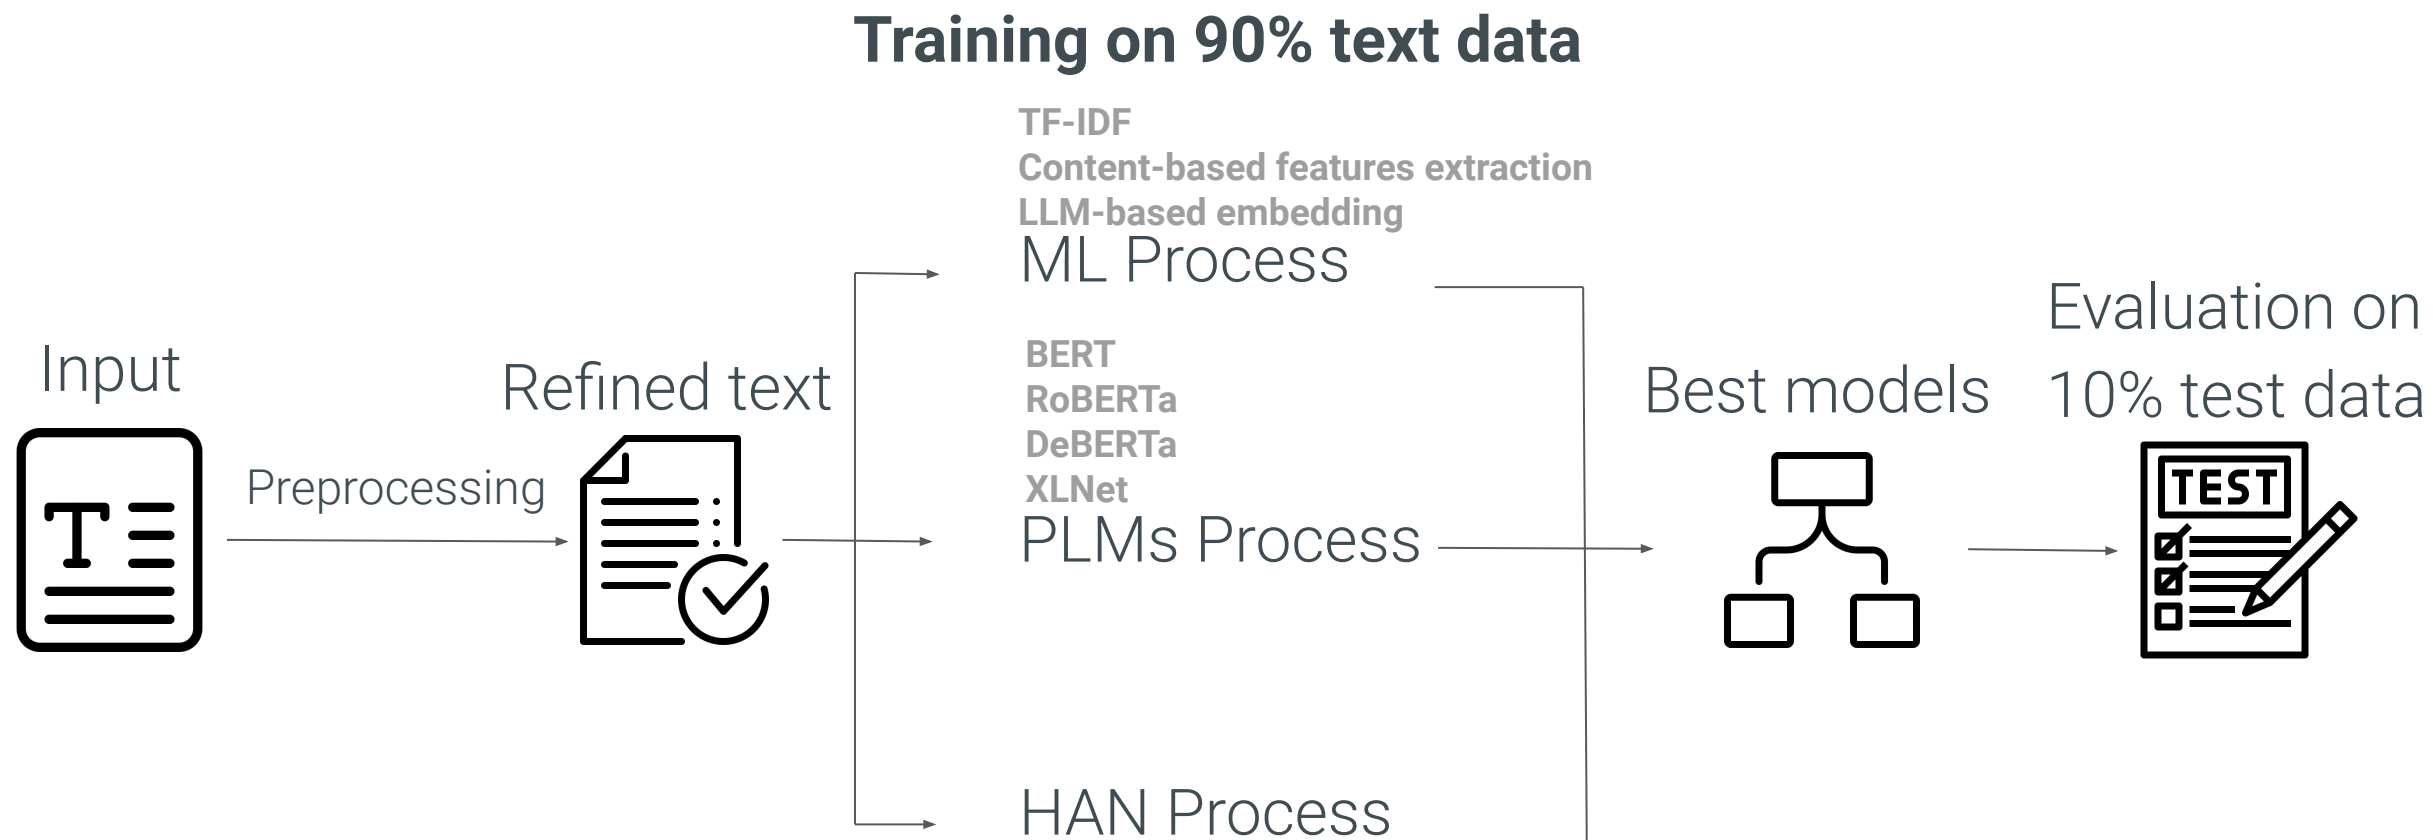 Training on 90% text data
TF-IDF
Content-based features extraction
LLM-based embedding
ML Process
Input
Preprocessing
Refined text
BERT
RoBERTa
DeBERTa
XLNet
PLMs Process
HAN Process
Best models
Evaluation on
10% test data
T
TEST